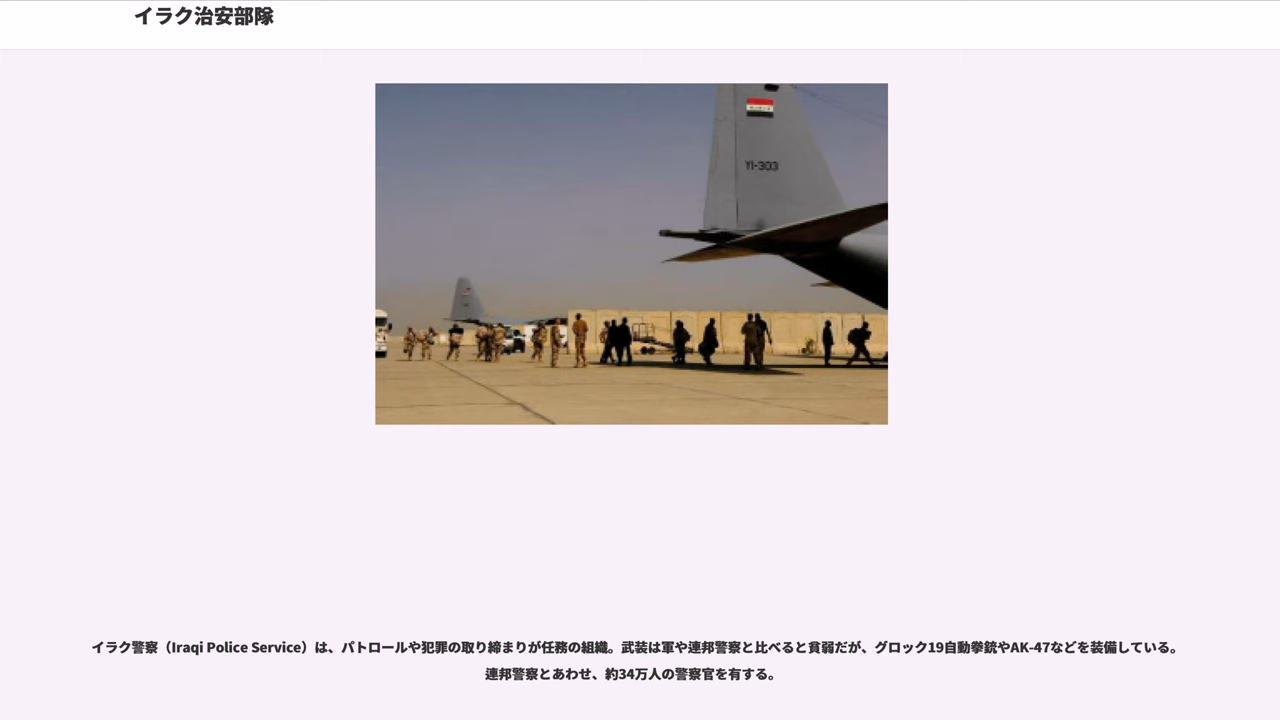 イラク治安部隊
YI-303
イラク警察（Iraqi Police Service）は、パトロールや犯罪の取り締まりが任務の組織。武装は軍や連邦警察と比べると貧弱だが、グロック19自動拳銃やAK-47などを装備している。
連邦警察とあわせ、約34万人の警察官を有する。